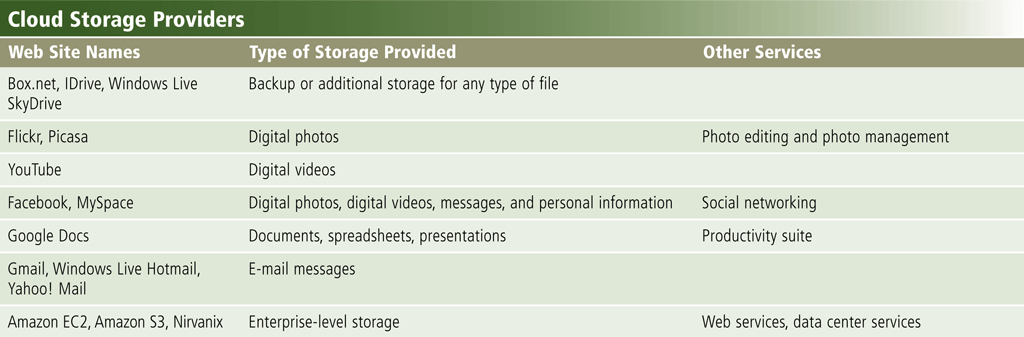 Cloud Storage Providers
Web Site Names Type of Storage Provided Other Services
Box.net, IDrive, Windows Live Backup or additional storage for any type of file
SkyDrive
Flickr, Picasa Digital photos Photo editing and photo management
YouTube Digital videos
Facebook, MySpace Digital photos, digital videos, messages, and personal information Social networking
Google Docs Documents, spreadsheets, presentations Productivity suite
Gmail, Windows Live Hotmail, E-mail messages
Yahoo! Mail
Amazon EC2, Amazon S3, Nirvanix Enterprise-level storage Web services, data center services